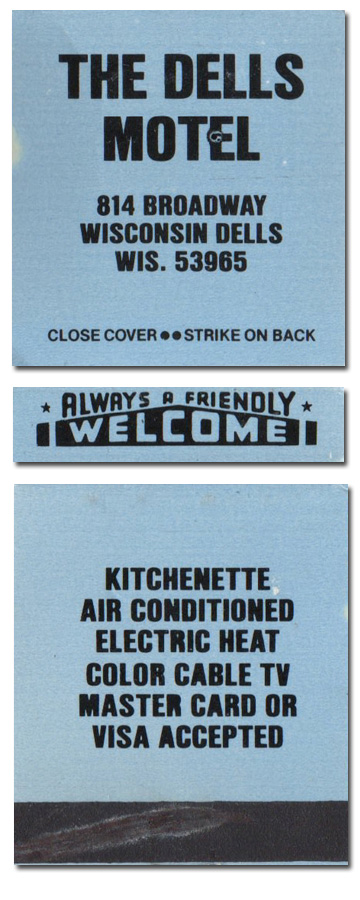 THE DELLS
MOTEL
814 BROADWAY
WISCONSIN DELLS
WIS. 53965
CLOSE COVER●●STRIKE ON BACK
★ ALWAYS A FRIENDLY ★
WELCOME
KITCHENETTE
AIR CONDITIONED
ELECTRIC HEAT
COLOR CABLE TV
MASTER CARD OR
VISA ACCEPTED